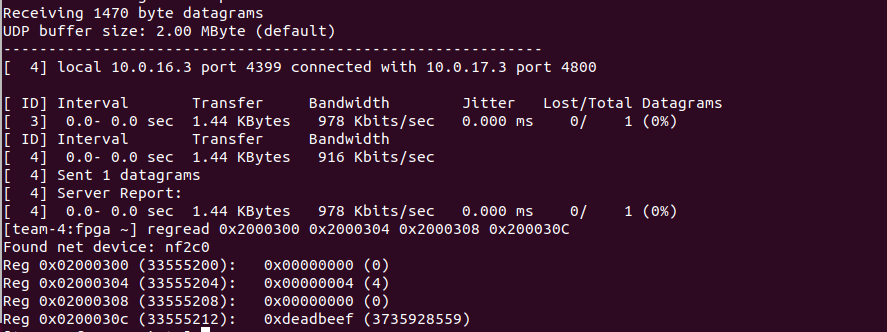 Receiving 1470 byte datagrams
UDP buffer size: 2.00 MByte (default)
------------------------------------------------------------
[  4] local 10.0.16.3 port 4399 connected with 10.0.17.3 port 4800
[ ID] Interval       Transfer     Bandwidth       Jitter   Lost/Total Datagrams
[  3]  0.0- 0.0 sec  1.44 KBytes   978 Kbits/sec   0.000 ms    0/    1 (0%)
[ ID] Interval       Transfer     Bandwidth
[  4]  0.0- 0.0 sec  1.44 KBytes   916 Kbits/sec
[  4] Sent 1 datagrams
[  4] Server Report:
[  4]  0.0- 0.0 sec  1.44 KBytes   978 Kbits/sec   0.000 ms    0/    1 (0%)
[team-4:fpga ~] regread 0x2000300 0x2000304 0x2000308 0x200030C
Found net device: nf2c0
Reg 0x02000300 (33555200):   0x00000000 (0)
Reg 0x02000304 (33555204):   0x00000004 (4)
Reg 0x02000308 (33555208):   0x00000000 (0)
Reg 0x0200030c (33555212):   0xdeadbeef (3735928559)